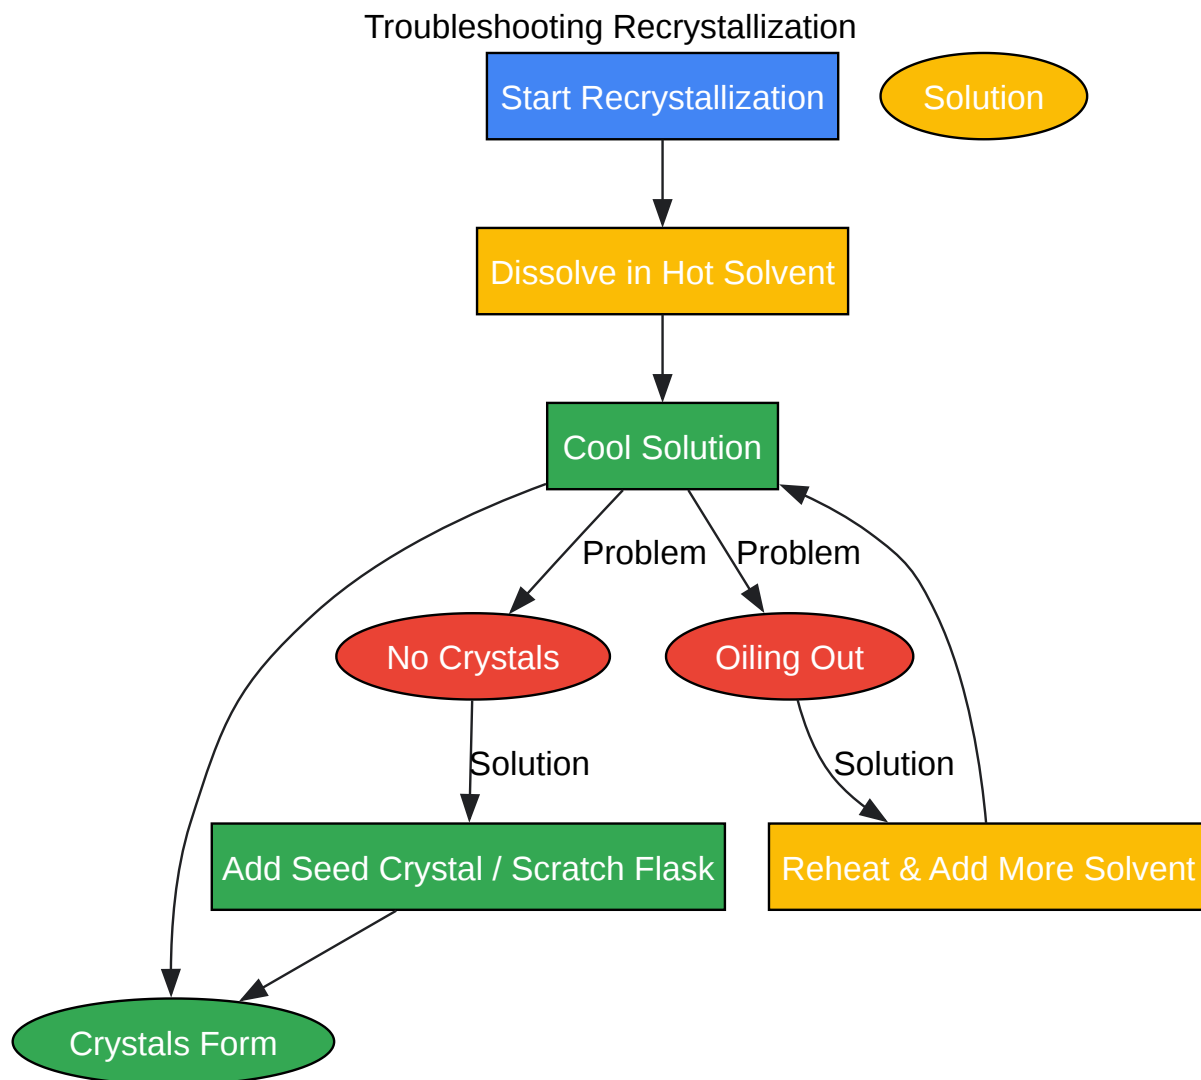 Troubleshooting Recrystallization
Start Recrystallization
Solution
Dissolve in Hot Solvent
Cool Solution
Problem
Problem
No Crystals
Oiling Out
Solution
Solution
Add Seed Crystal / Scratch Flask
Reheat & Add More Solvent
Crystals Form